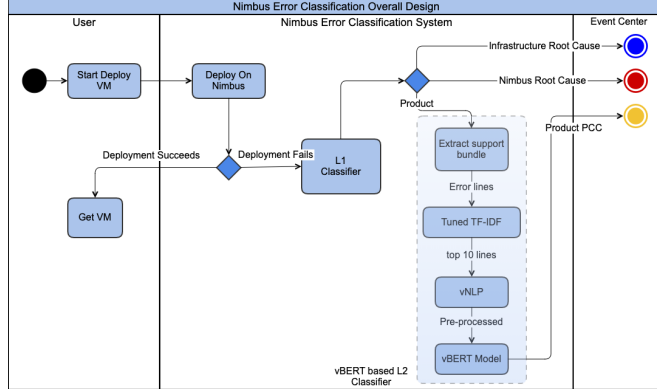 Nimbus Error Classification Overall Design
User
Nimbus Error Classification System
Event Center
Start Deploy
VM
Deploy On
Nimbus
Infrastructure Root Cause
Nimbus Root Cause
Product
Product PCC
Deployment Succeeds
Deployment Fails
L1
Classifier
Get VM
Extract support
bundle
Error lines
Tuned TF-IDF
top 10 lines
vNLP
Pre-processed
vBERT Model
vBERT based L2
Classifier